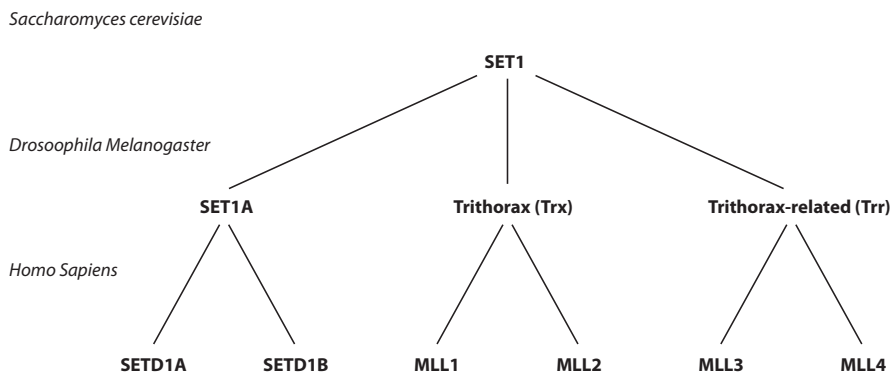 Saccharomyces cerevisiae
SET1
Drosoophila Melanogaster
SET1A Trithorax (Trx) Trithorax-related (Trr)
Homo Sapiens
SETD1A SETD1B MLL1 MLL2 MLL3 MLL4